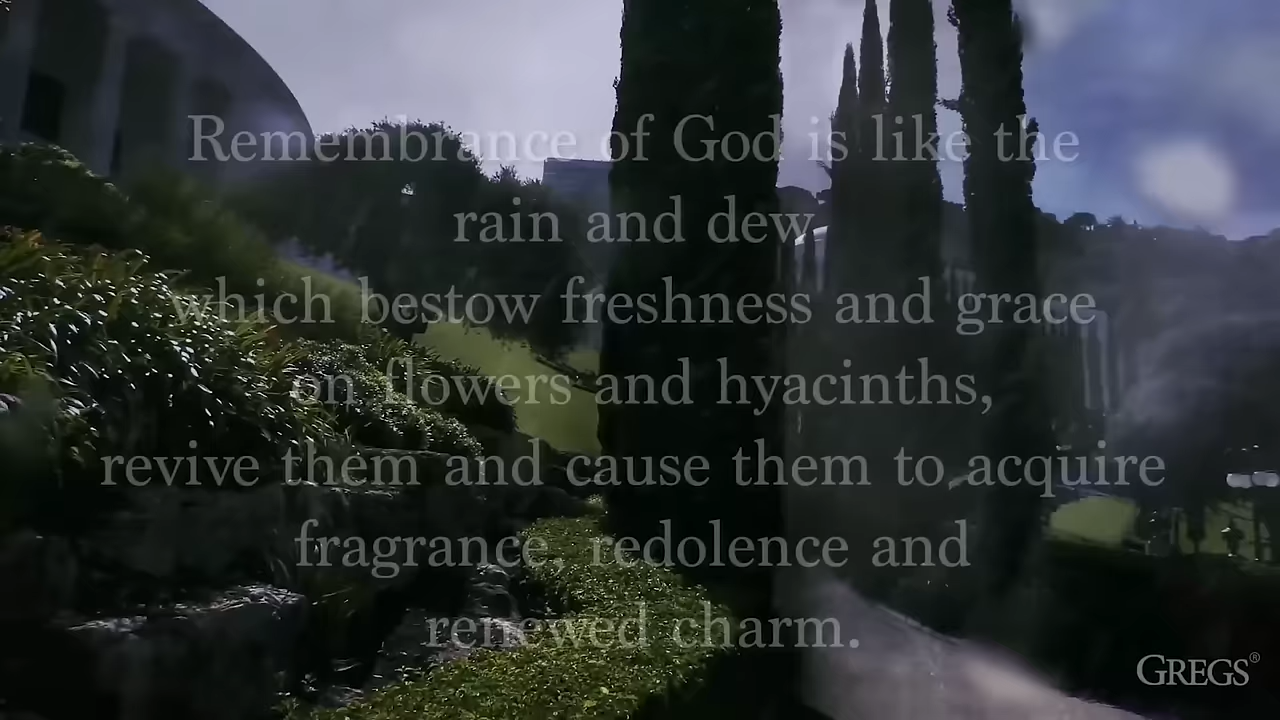 Remembrance of God is like the
rain and dew
which bestow freshness and grace
on flowers and hyacinths,
revive them and cause them to acquire
fragrance, redolence and
renewed charm.
GREGS®